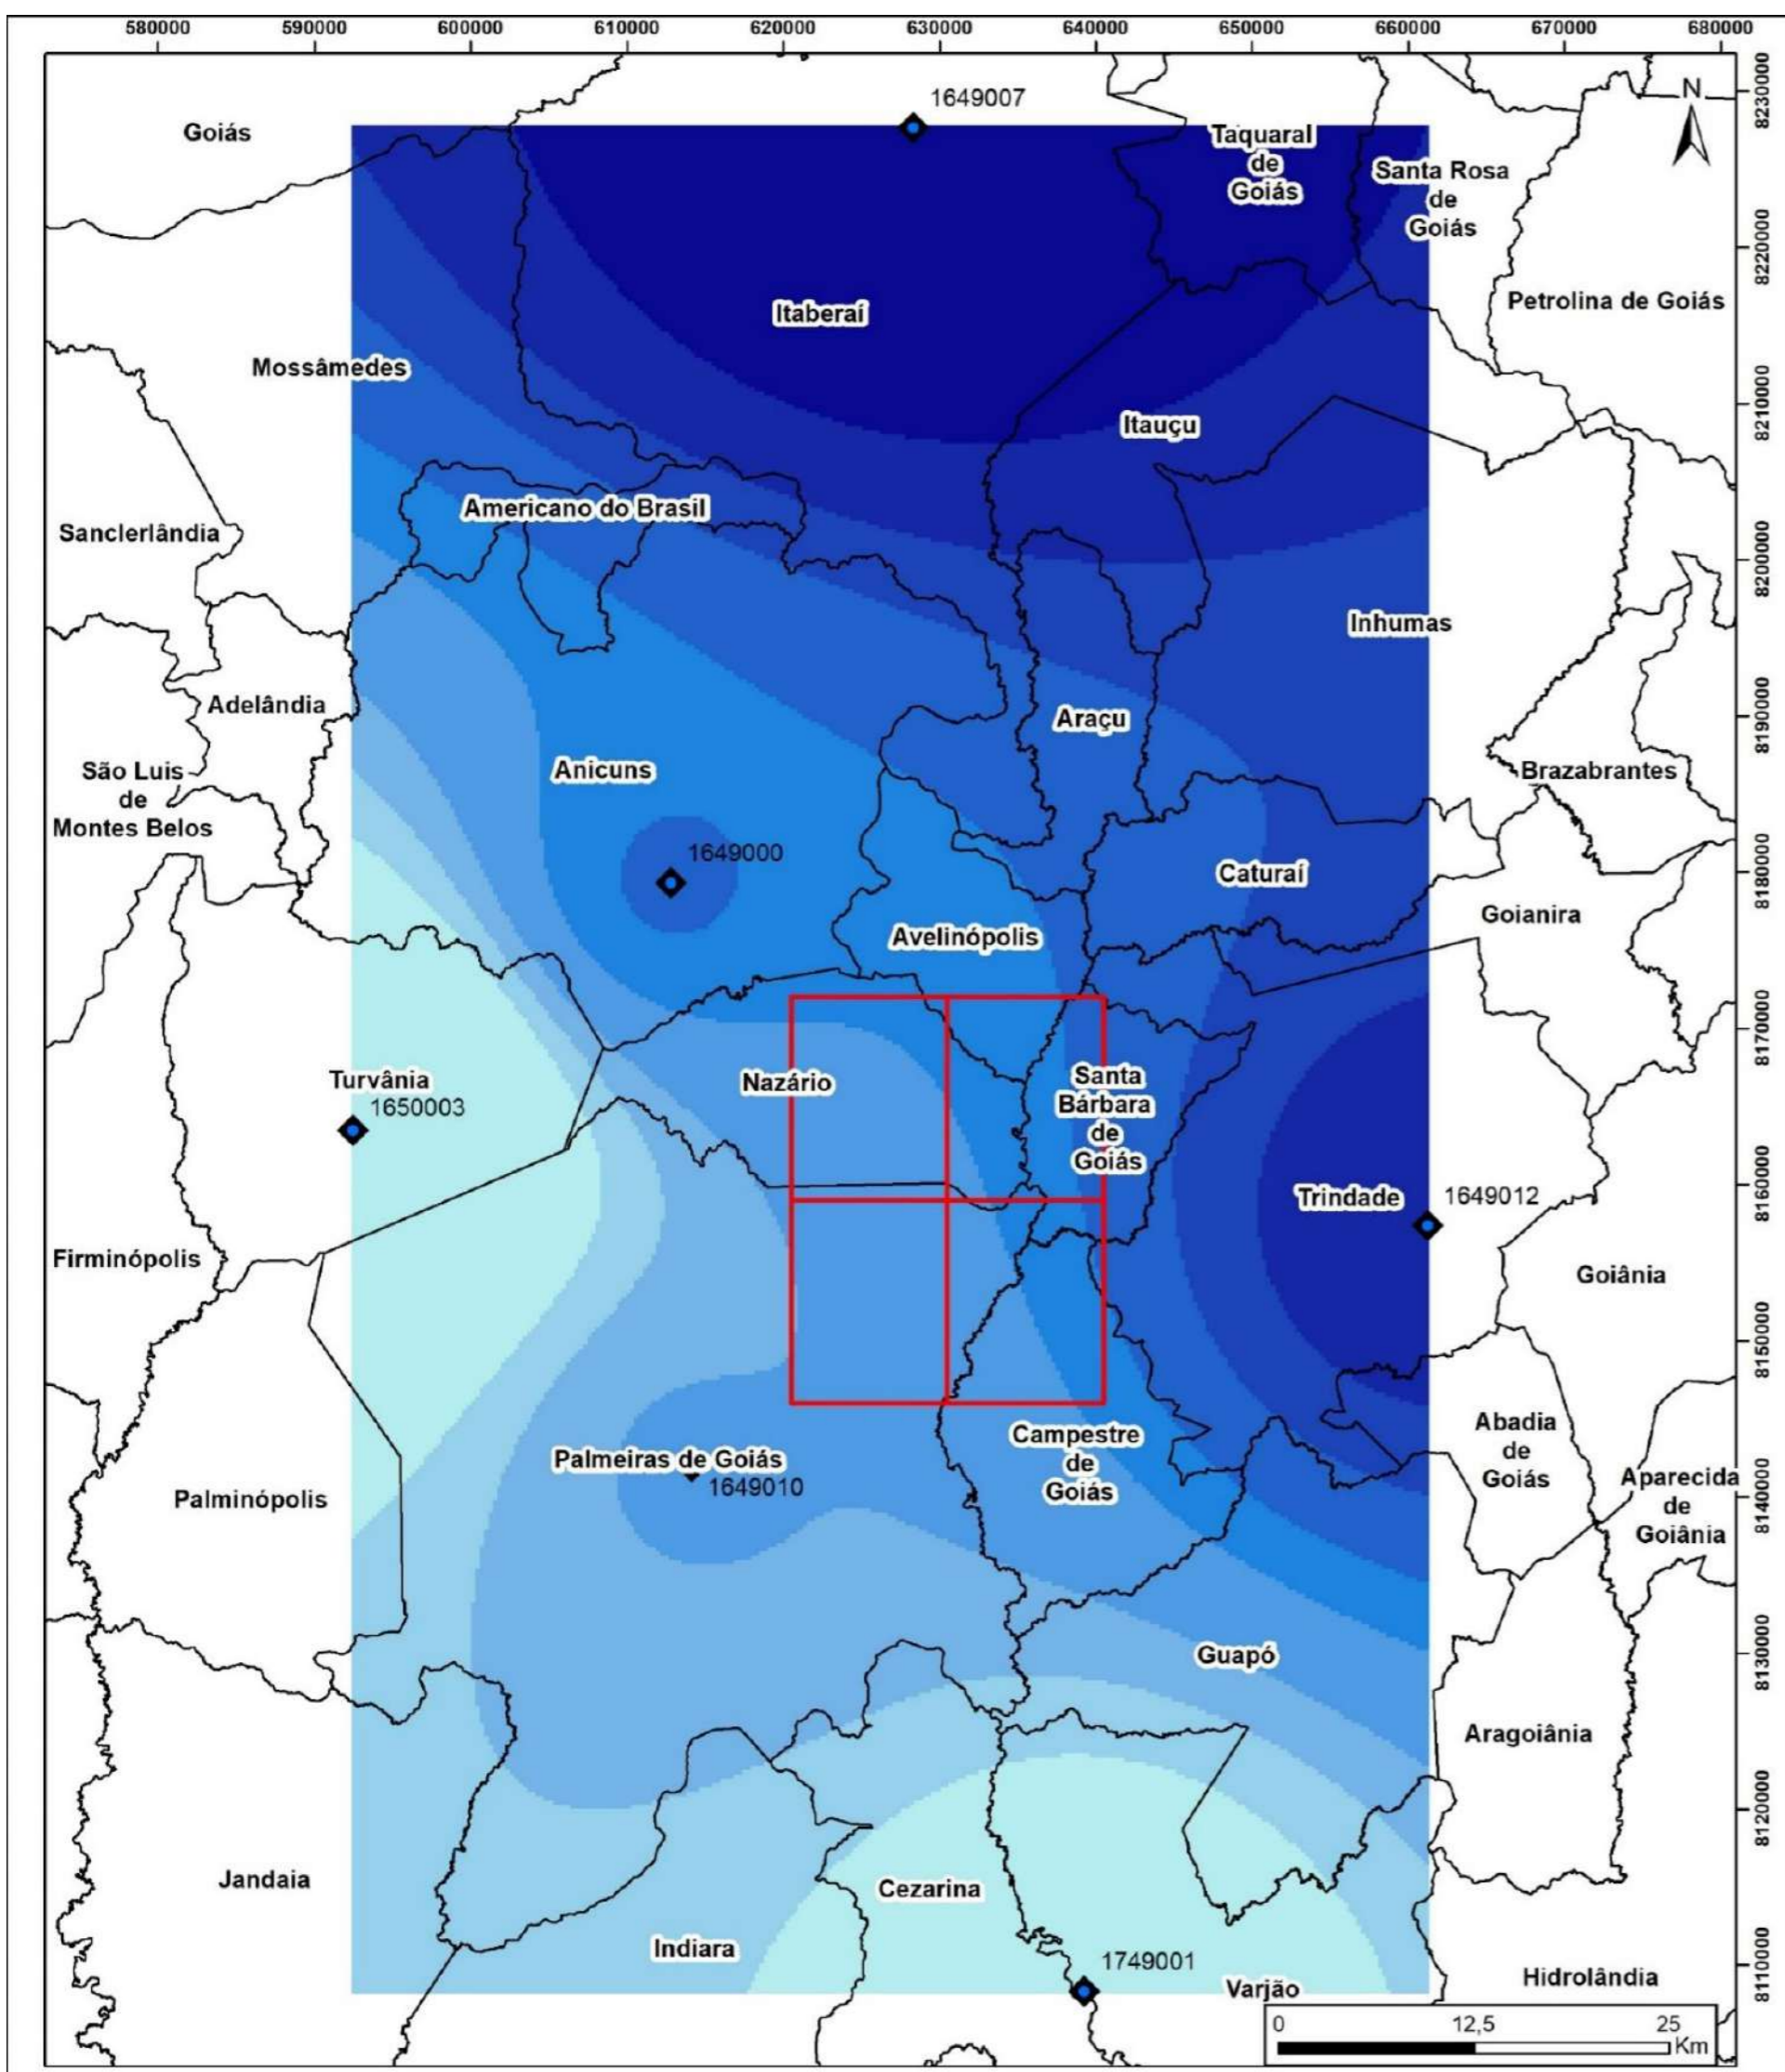 580000 590000 600000 610000 620000 630000 640000 650000 660000 670000 680000
8230000
8220000
8210000
8200000
8190000
8180000
8170000
8160000
8150000
8140000
8130000
8120000
8110000
N
1649007
Goiás
Taquaral
de
Goiás
Santa Rosa
de
Goiás
Petrolina de Goiás
Itaberaí
Mossâmedes
Itauçu
Americano do Brasil
Sanclerlândia
Inhumas
Adelândia
Araçu
São Luis
de
Montes Belos
Anicuns
Brazabrantes
1649000
Caturaí
Goianira
Avelinópolis
Turvânia
1650003
Nazário
Santa
Bárbara
de
Goiás
Trindade
1649012
Firminópolis
Goiânia
Palmeiras de Goiás
1649010
Campestre
de
Goiás
Abadia
de
Goiás
Aparecida
de
Goiânia
Palminópolis
Guapó
Aragoiânia
Jandaia
Cezarina
Indiara
1749001
Varjão
Hidrolândia
0 12,5 25
Km